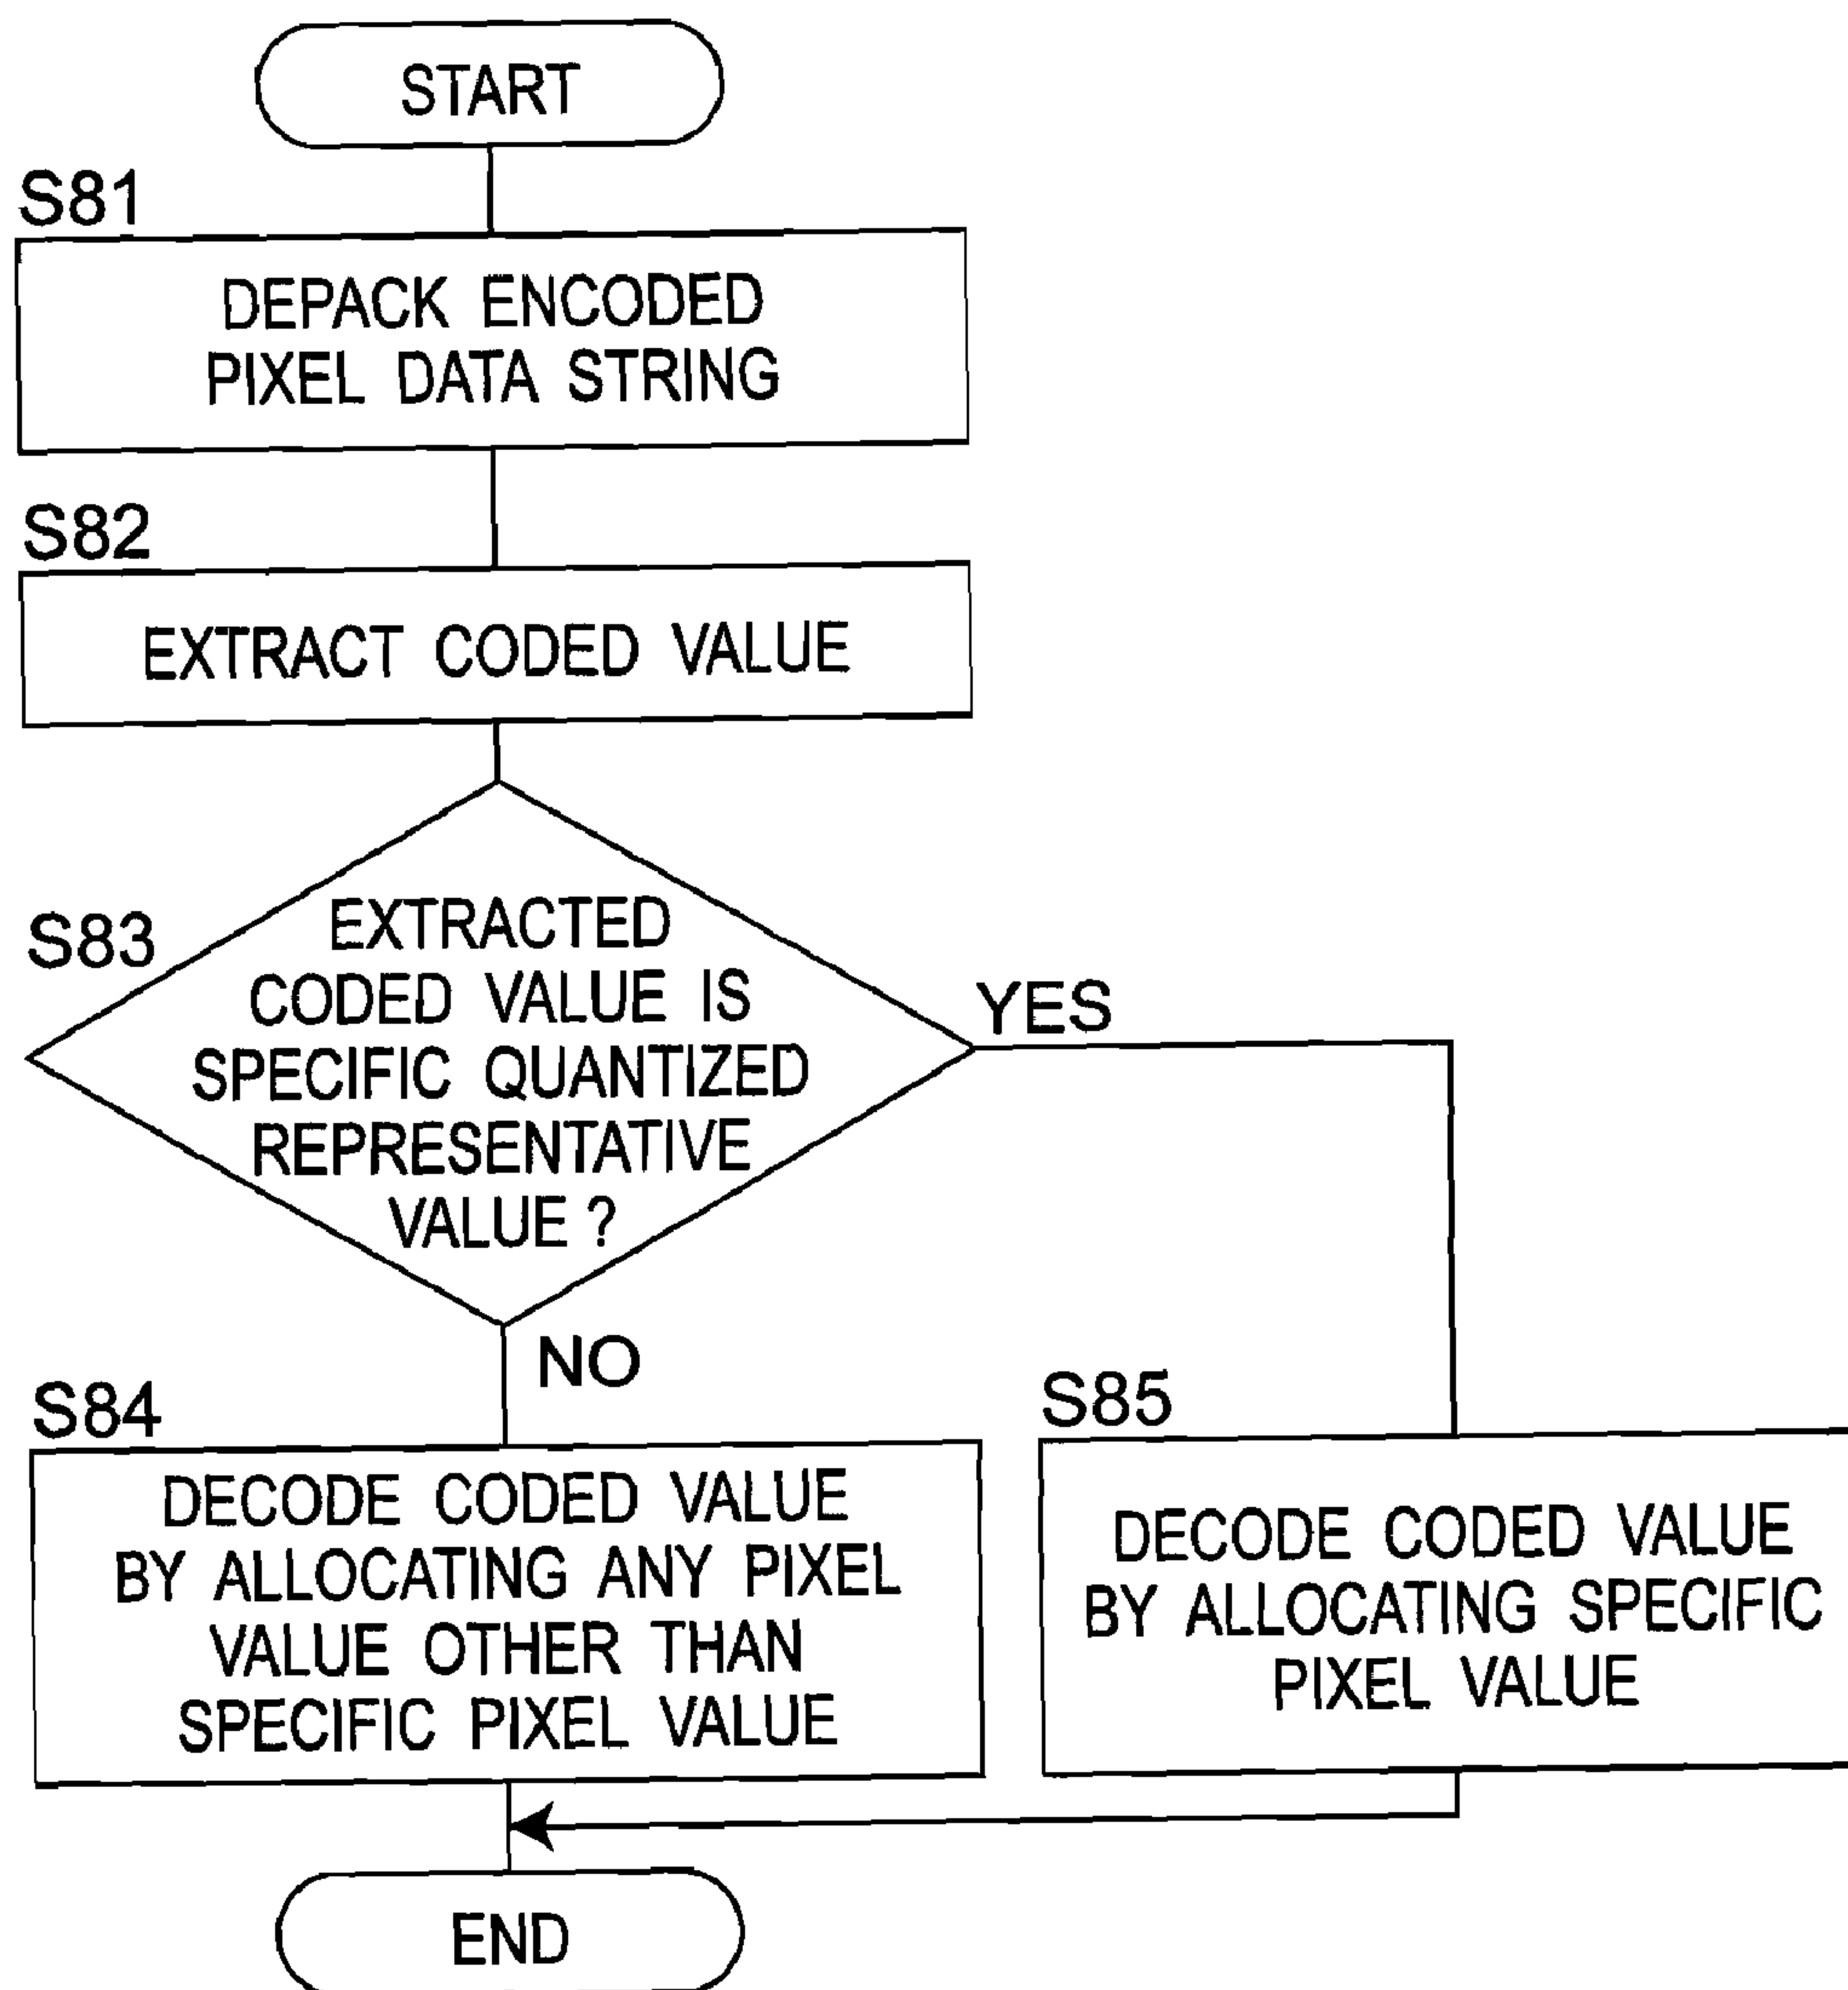 START
S81
DEPACK ENCODED
PIXEL DATA STRING
S82
EXTRACT CODED VALUE
S83
EXTRACTED
CODED VALUE IS
SPECIFIC QUANTIZED
REPRESENTATIVE
VALUE ?
YES
NO
S84
DECODE CODED VALUE
BY ALLOCATING ANY PIXEL
VALUE OTHER THAN
SPECIFIC PIXEL VALUE
S85
DECODE CODED VALUE
BY ALLOCATING SPECIFIC
PIXEL VALUE
END